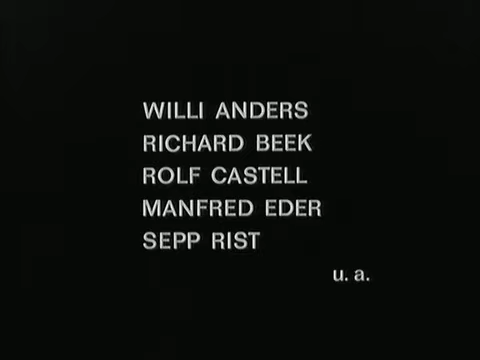 WILLI ANDERS
RICHARD BEEK
ROLF CASTELL
MANFRED EDER
SEPP RIST
u. a.